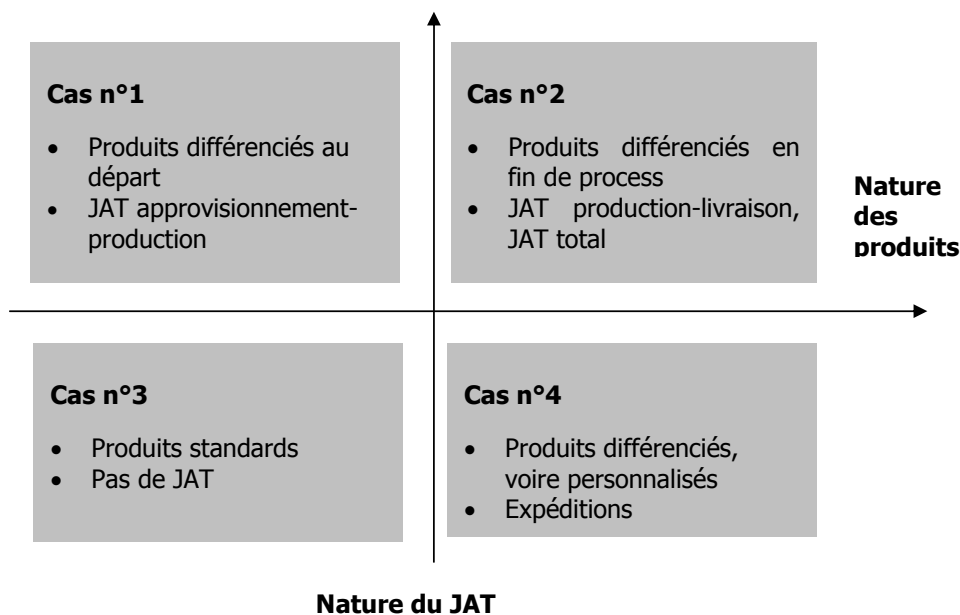 Cas n°1
• Produits différenciés au
départ
• JAT approvisionnement-
production
Cas n°2
• Produits différenciés en
fin de process
• JAT production-livraison,
JAT total
Nature
des
produits
Cas n°3
• Produits standards
• Pas de JAT
Cas n°4
• Produits différenciés,
voire personnalisés
• Expéditions
Nature du JAT